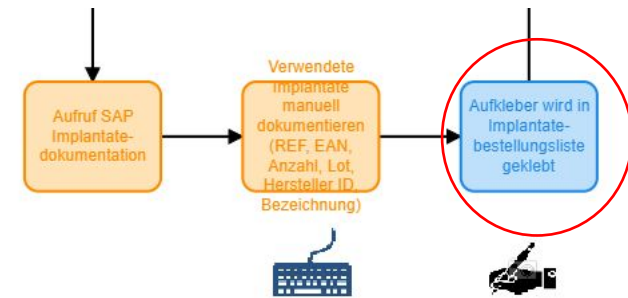 Aufruf SAP
Implantate-
dokumentation
Verwendete
Implantate
manuell
dokumentieren
(REF, EAN,
Anzahl, Lot,
Hersteller ID,
Bezeichnung)
Aufkleber wird in
Implantate-
bestellungsliste
geklebt